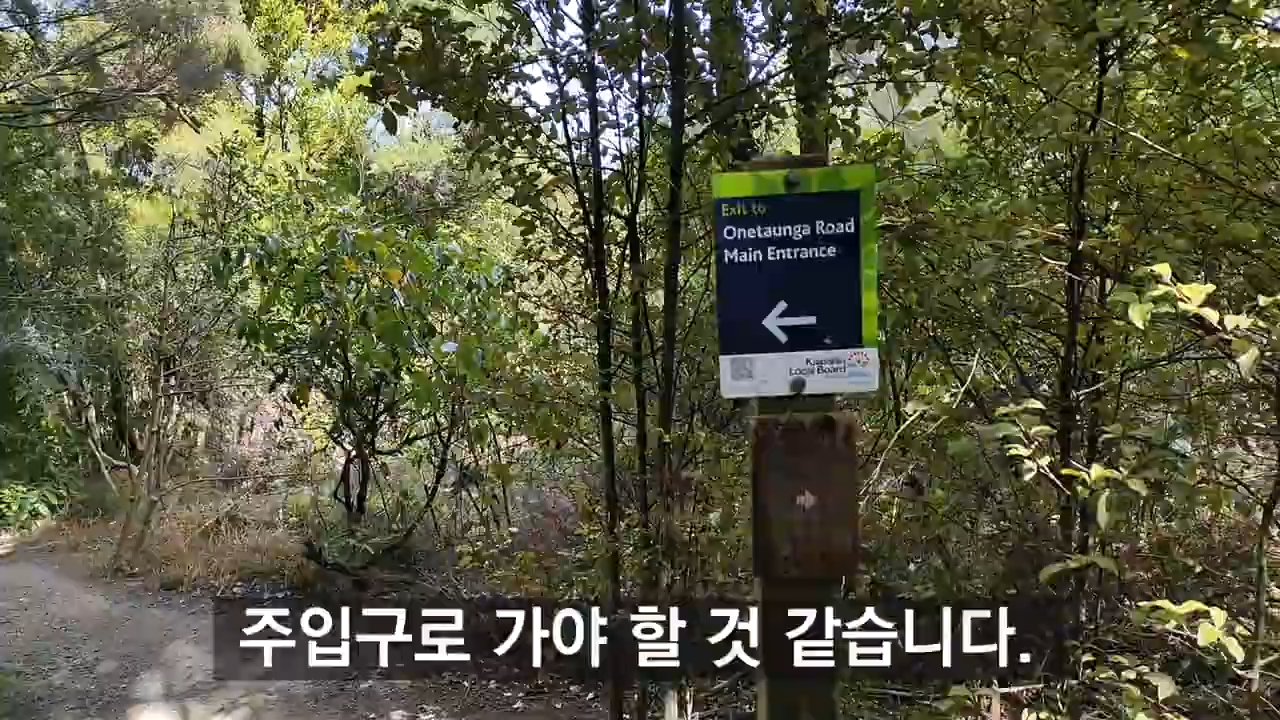 Exit to
Onetaunga Road
Main Entrance
Kaipātiki
Local Board
주입구로 가야 할 것 같습니다.